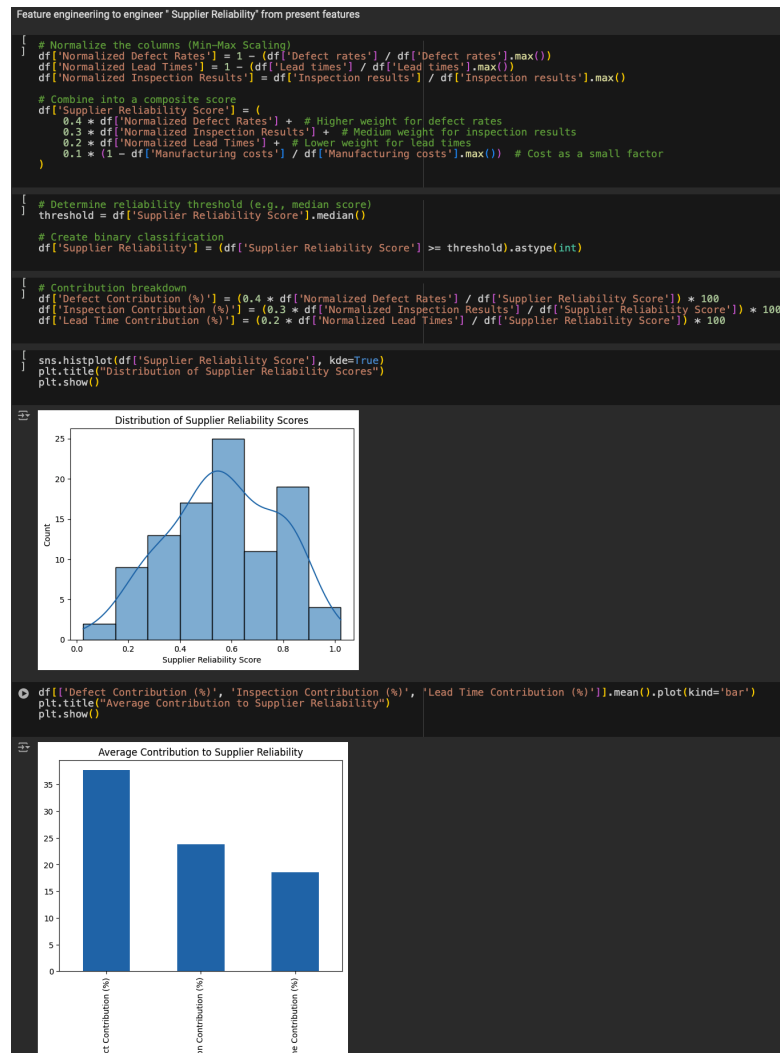 Feature engineeriing to engineer " Supplier Reliability" from present features
[ ]
# Normalize the columns (Min-Max Scaling)
df['Normalized Defect Rates'] = 1 - (df['Defect rates'] / df['Defect rates'].max())
df['Normalized Lead Times'] = 1 - (df['Lead times'] / df['Lead times'].max())
df['Normalized Inspection Results'] = df['Inspection results'] / df['Inspection results'].max()
# Combine into a composite score
df['Supplier Reliability Score'] = (
0.4 * df['Normalized Defect Rates'] +  # Higher weight for defect rates
0.3 * df['Normalized Inspection Results'] +  # Medium weight for inspection results
0.2 * df['Normalized Lead Times'] +  # Lower weight for lead times
0.1 * (1 - df['Manufacturing costs'] / df['Manufacturing costs'].max())  # Cost as a small factor
)
[ ]
# Determine reliability threshold (e.g., median score)
threshold = df['Supplier Reliability Score'].median()
# Create binary classification
df['Supplier Reliability'] = (df['Supplier Reliability Score'] >= threshold).astype(int)
[ ]
# Contribution breakdown
df['Defect Contribution (%)'] = (0.4 * df['Normalized Defect Rates'] / df['Supplier Reliability Score']) * 100
df['Inspection Contribution (%)'] = (0.3 * df['Normalized Inspection Results'] / df['Supplier Reliability Score']) * 100
df['Lead Time Contribution (%)'] = (0.2 * df['Normalized Lead Times'] / df['Supplier Reliability Score']) * 100
[ ]
sns.histplot(df['Supplier Reliability Score'], kde=True)
plt.title("Distribution of Supplier Reliability Scores")
plt.show()
Distribution of Supplier Reliability Scores
25
20
15
10
5
0
Count
0.0 0.2 0.4 0.6 0.8 1.0
Supplier Reliability Score
df[['Defect Contribution (%)', 'Inspection Contribution (%)', 'Lead Time Contribution (%)']].mean().plot(kind='bar')
plt.title("Average Contribution to Supplier Reliability")
plt.show()
Average Contribution to Supplier Reliability
35
30
25
20
15
10
5
0
ct Contribution (%)
on Contribution (%)
ne Contribution (%)